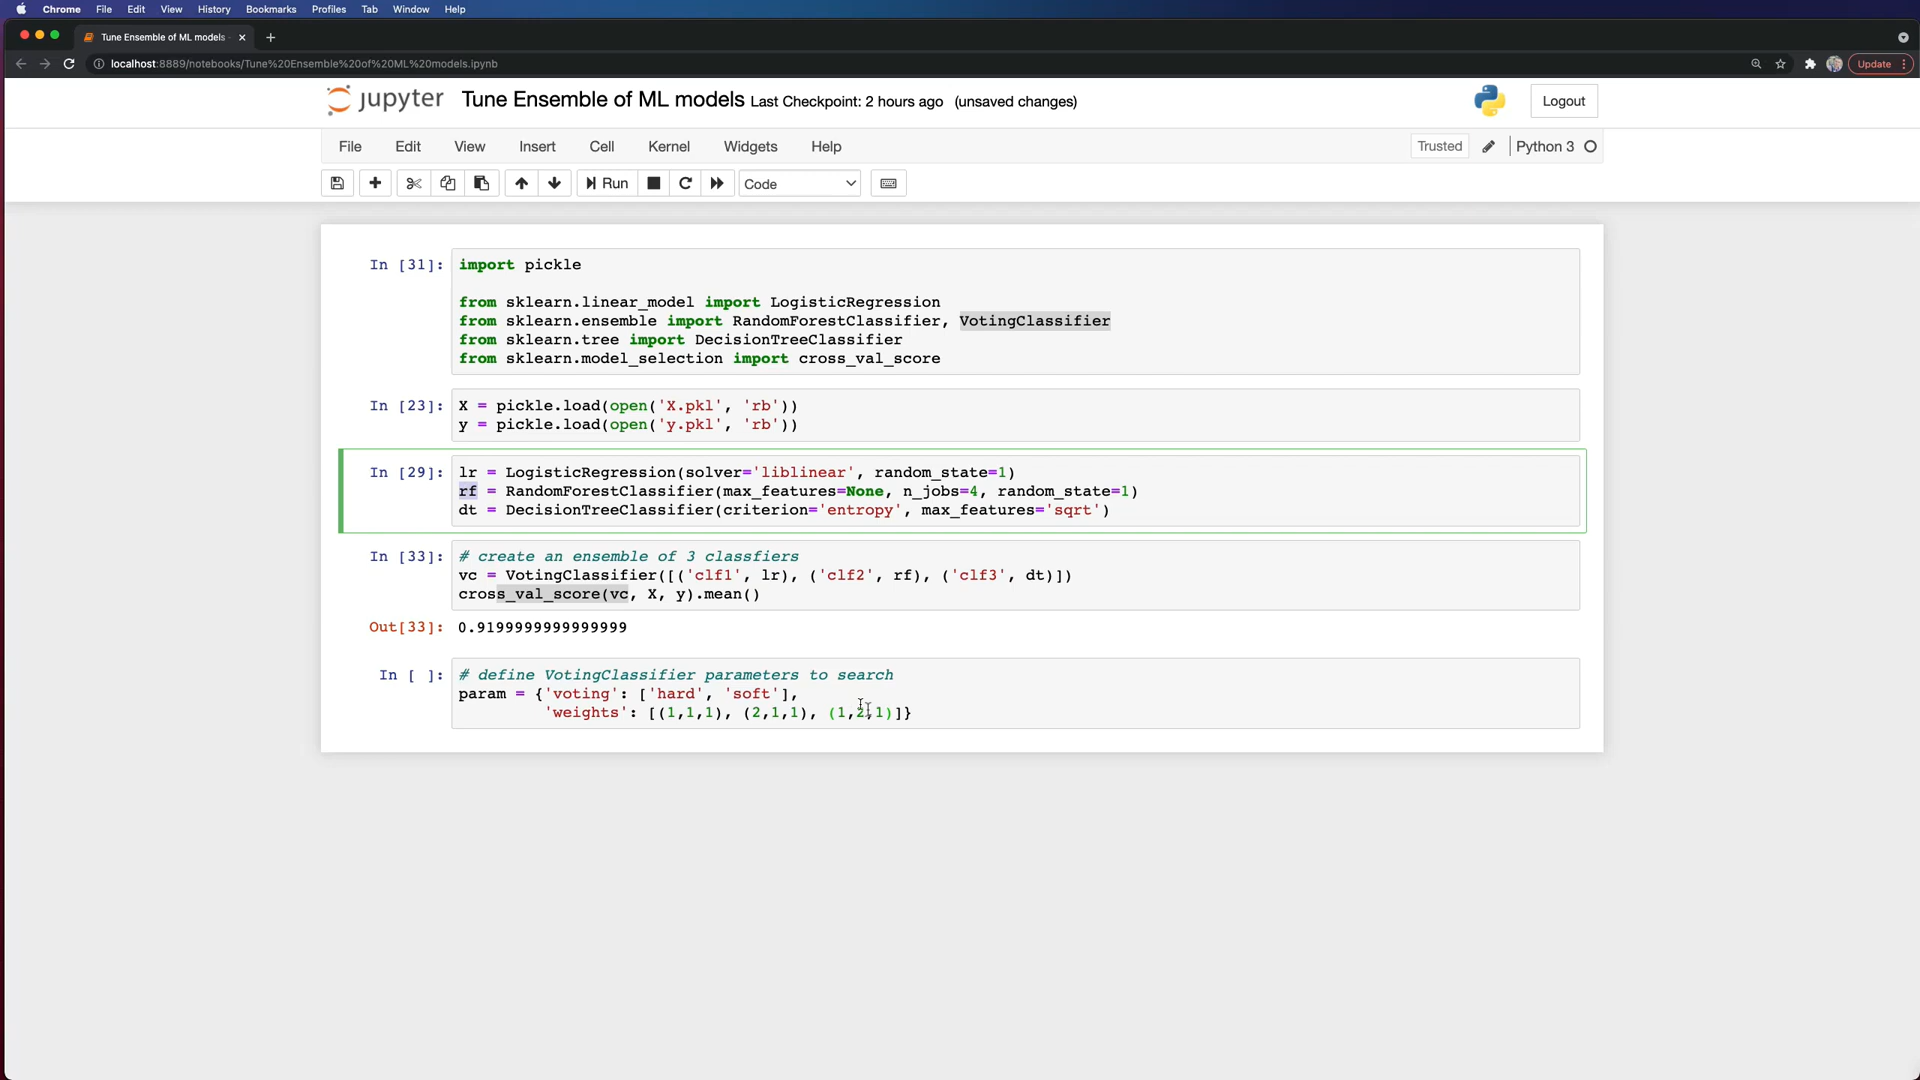 Chrome File Edit View History Bookmarks Profiles Tab Window Help
Tune Ensemble of ML models
localhost:8889/notebooks/Tune%20Ensemble%20of%20ML%20models.ipynb
Update
jupyter Tune Ensemble of ML models Last Checkpoint: 2 hours ago (unsaved changes)
Logout
File Edit View Insert Cell Kernel Widgets Help
Trusted Python 3
Run Code
In [31]: import pickle
from sklearn.linear_model import LogisticRegression
from sklearn.ensemble import RandomForestClassifier, VotingClassifier
from sklearn.tree import DecisionTreeClassifier
from sklearn.model_selection import cross_val_score
In [23]: X = pickle.load(open('X.pkl', 'rb'))
y = pickle.load(open('y.pkl', 'rb'))
In [29]: lr = LogisticRegression(solver='liblinear', random_state=1)
rf = RandomForestClassifier(max_features=None, n_jobs=4, random_state=1)
dt = DecisionTreeClassifier(criterion='entropy', max_features='sqrt')
In [33]: # create an ensemble of 3 classfiers
vc = VotingClassifier([('clf1', lr), ('clf2', rf), ('clf3', dt)])
cross_val_score(vc, X, y).mean()
Out[33]: 0.9199999999999999
In [ ]: # define VotingClassifier parameters to search
param = {'voting': ['hard', 'soft'],
'weights': [(1,1,1), (2,1,1), (1,2,1)]}